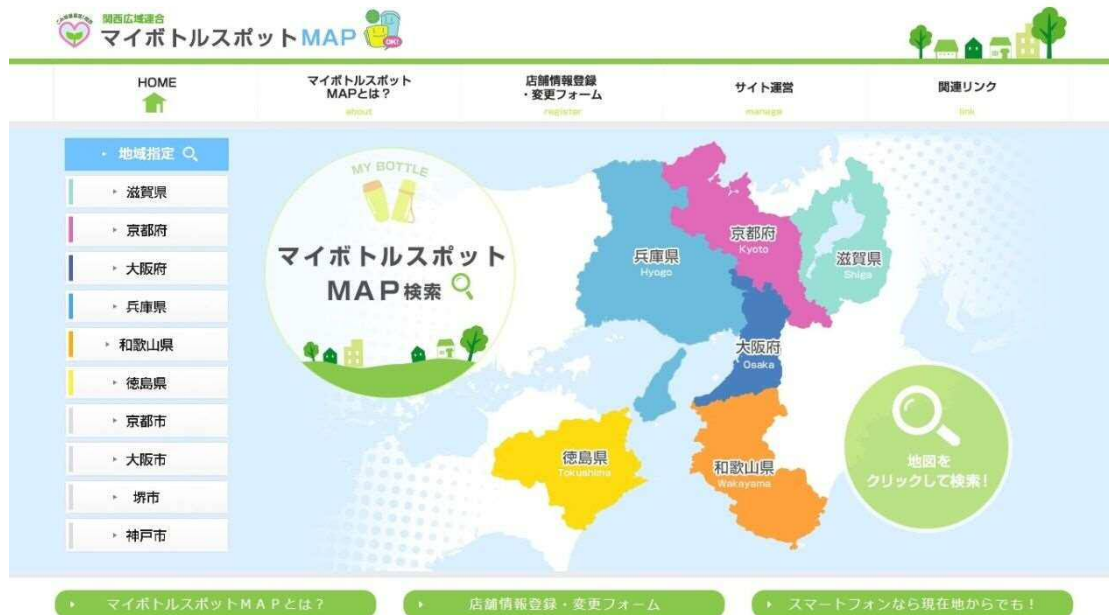 関西広域連合
マイボトルスポットMAP
OK!
HOME
マイボトルスポット
MAPとは？
about
店舗情報登録
・変更フォーム
register
サイト運営
manage
関連リンク
link
地域指定
滋賀県
京都府
大阪府
兵庫県
和歌山県
徳島県
京都市
大阪市
堺市
神戸市
MY BOTTLE
マイボトルスポット
MAP検索
兵庫県
Hyogo
京都府
Kyoto
滋賀県
Shiga
大阪府
Osaka
徳島県
Tokushima
和歌山県
Wakayama
地図を
クリックして検索!
マイボトルスポットＭＡＰとは？
店舗情報登録・変更フォーム
スマートフォンなら現在地からでも！